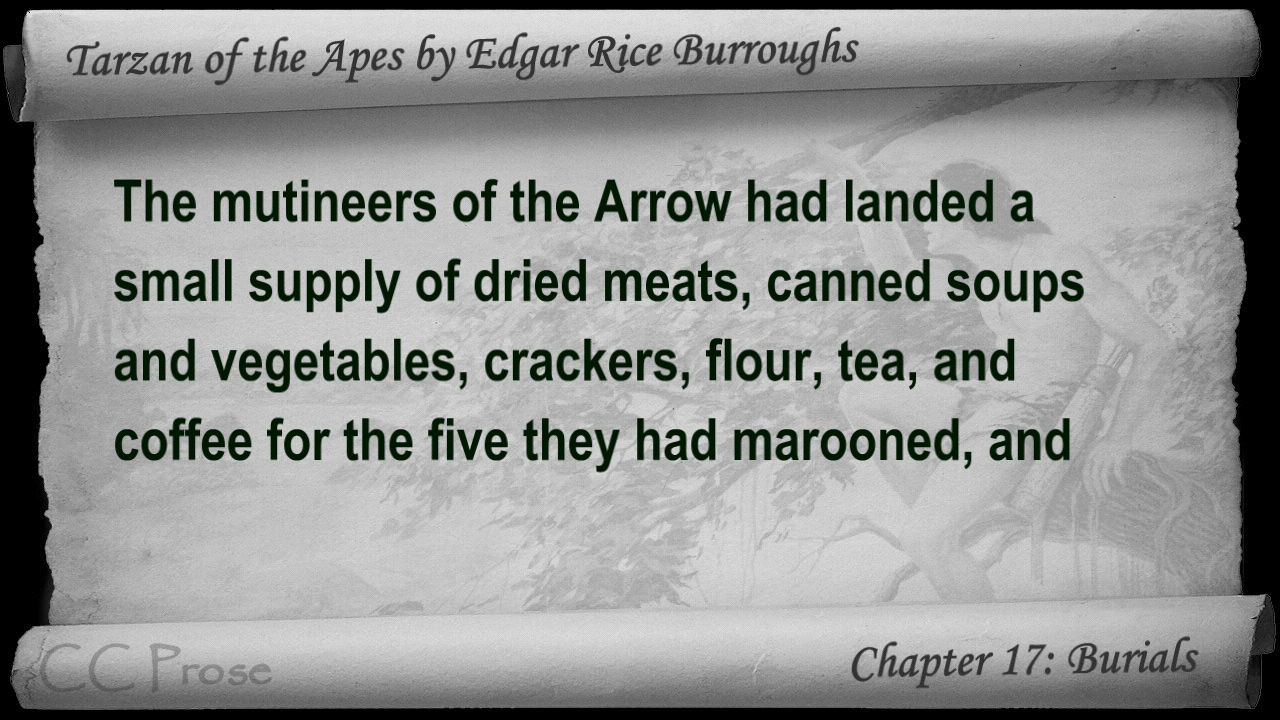 Tarzan of the Apes by Edgar Rice Burroughs
The mutineers of the Arrow had landed a
small supply of dried meats, canned soups
and vegetables, crackers, flour, tea, and
coffee for the five they had marooned, and
CC Prose
Chapter 17: Burials